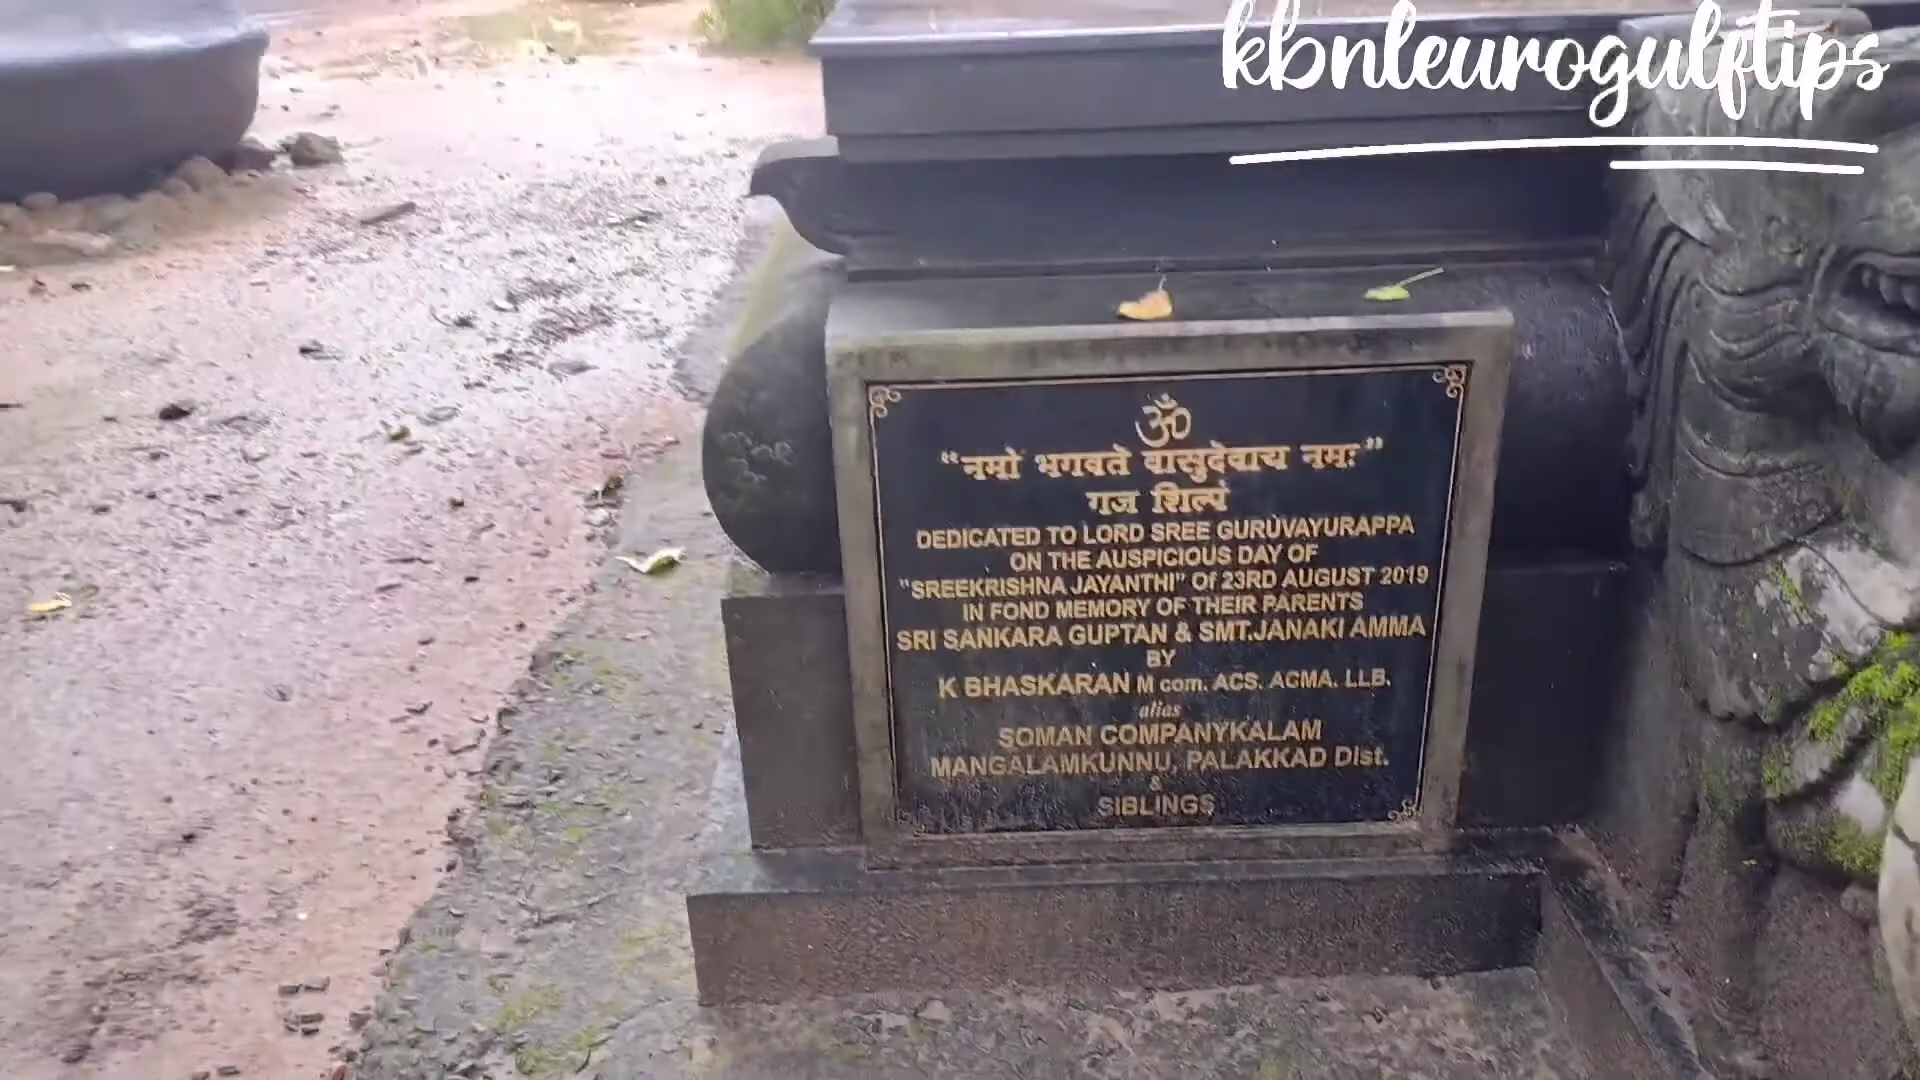 kbnleurogulftips
ॐ
“नमो भगवते वासुदेवाय नमः”
गज शिल्पं
DEDICATED TO LORD SREE GURUVAYURAPPA
ON THE AUSPICIOUS DAY OF
"SREEKRISHNA JAYANTHI" Of 23RD AUGUST 2019
IN FOND MEMORY OF THEIR PARENTS
SRI SANKARA GUPTAN & SMT.JANAKI AMMA
BY
K BHASKARAN M com. ACS. ACMA. LLB.
alias
SOMAN COMPANYKALAM
MANGALAMKUNNU, PALAKKAD Dist.
&
SIBLINGS